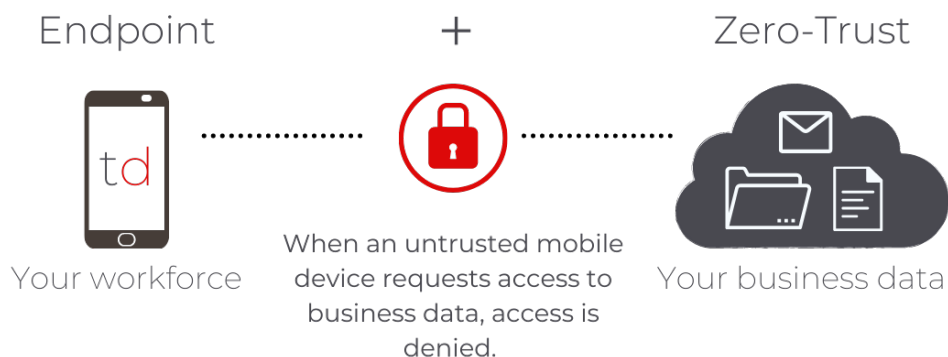 Endpoint
+
Zero-Trust
td
Your workforce
When an untrusted mobile
device requests access to
business data, access is
denied.
Your business data